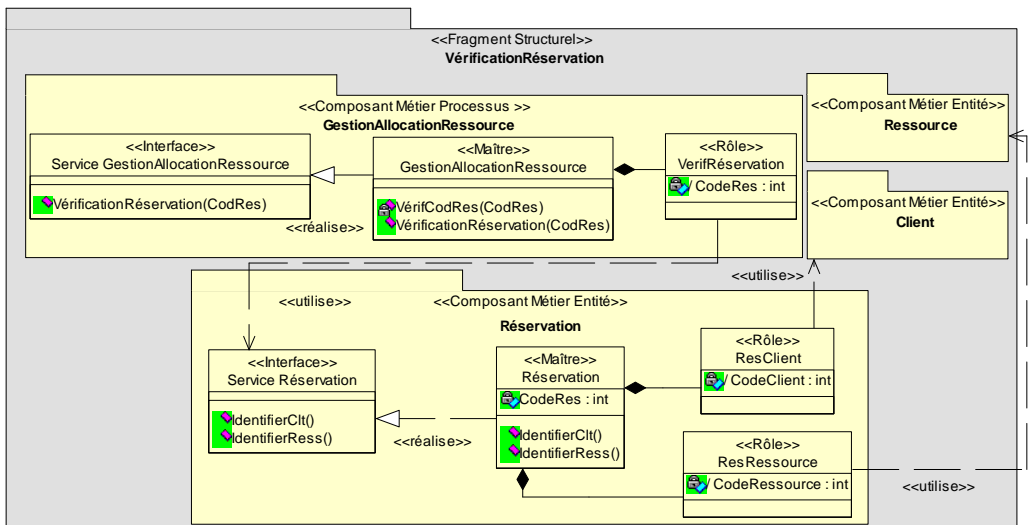 <<Fragment Structurel>>
VérificationRéservation
<<Composant Métier Processus >>
GestionAllocationRessource
<<Interface>>
Service GestionAllocationRessource
VérificationRéservation(CodRes)
<<réalise>>
<<Maître>>
GestionAllocationRessource
VérifCodRes(CodRes)
VérificationRéservation(CodRes)
<<Rôle>>
VerifRéservation
/ CodeRes : int
<<Composant Métier Entité>>
Ressource
<<Composant Métier Entité>>
Client
<<utilise>>
<<utilise>>
<<Composant Métier Entité>>
Réservation
<<Interface>>
Service Réservation
IdentifierClt()
IdentifierRess()
<<réalise>>
<<Maître>>
Réservation
CodeRes : int
IdentifierClt()
IdentifierRess()
<<Rôle>>
ResClient
/ CodeClient : int
<<Rôle>>
ResRessource
/ CodeRessource : int
<<utilise>>